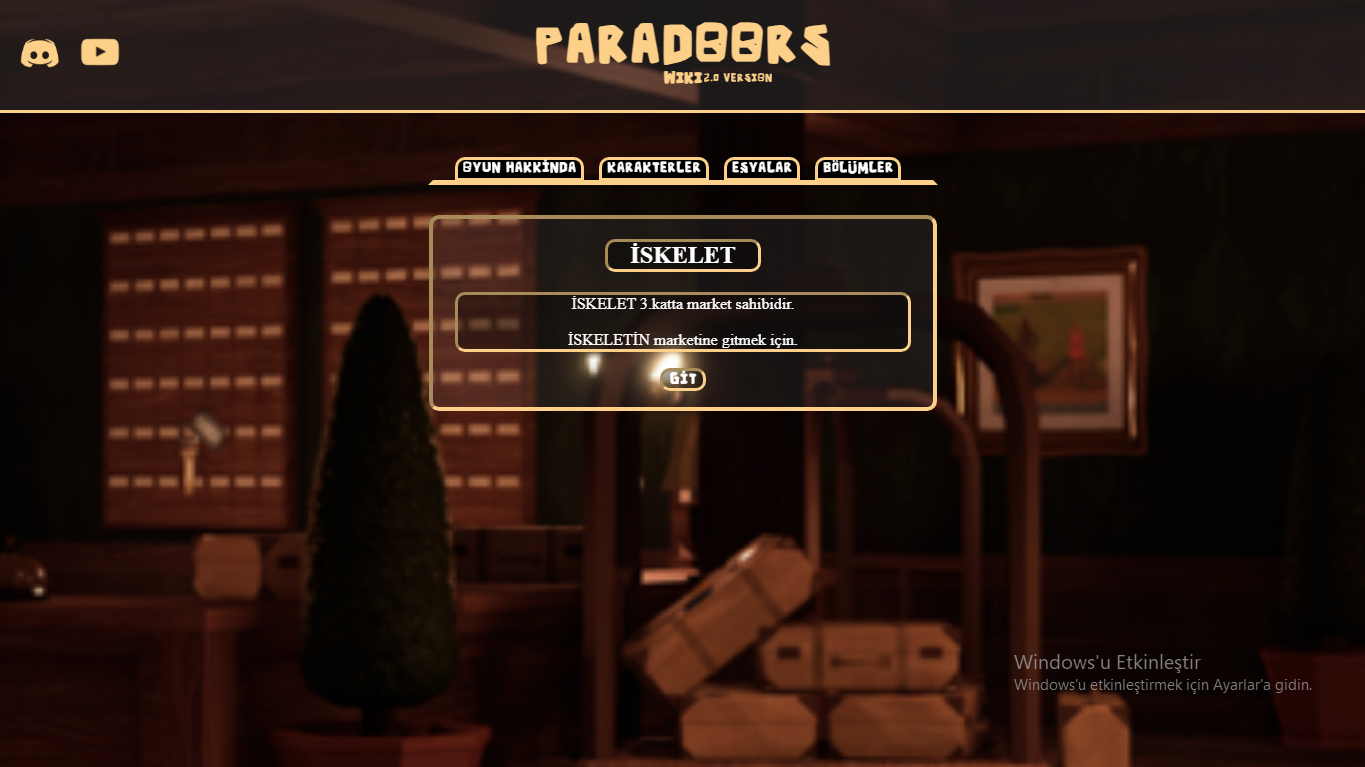 PARADOORS
WIKI 2.0 VERSION
OYUN HAKKINDA KARAKTERLER EŞYALAR BÖLÜMLER
İSKELET
İSKELET 3.katta market sahibidir.
İSKELETİN marketine gitmek için.
GİT
Windows'u Etkinleştir
Windows'u etkinleştirmek için Ayarlar'a gidin.